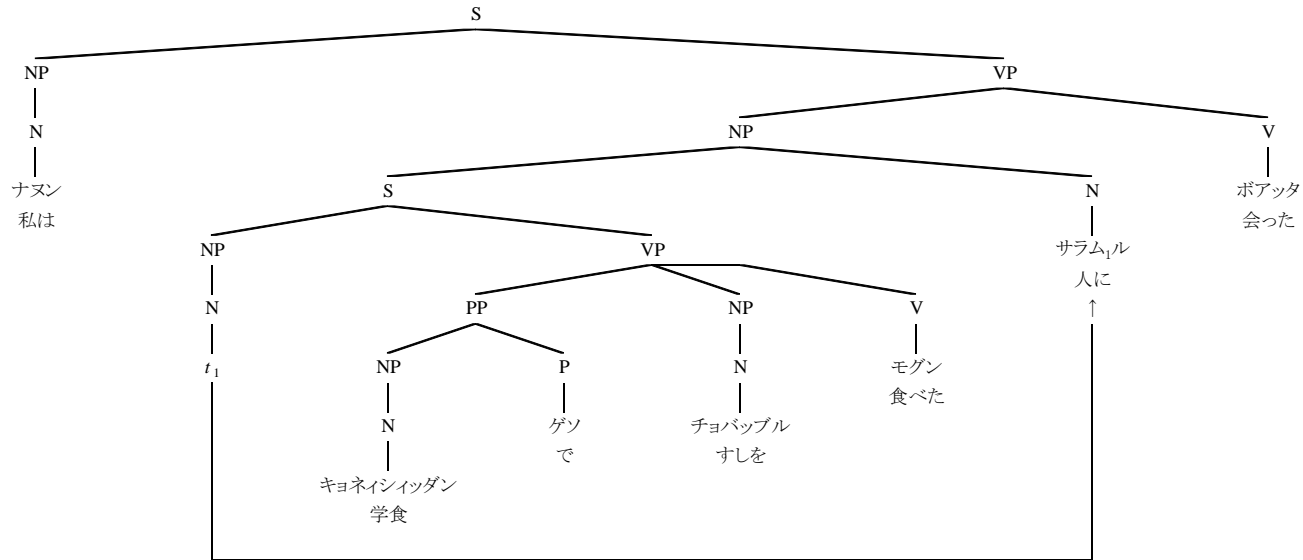 S
NP VP
N NP V
ナヌン S N ボアッタ
私は 会った
NP VP サラム₁ル
人に
N PP NP V ↑
t₁ NP P N モグン
食べた
N ゲソ チョバッブル
で すしを
キョネィシィッダン
学食